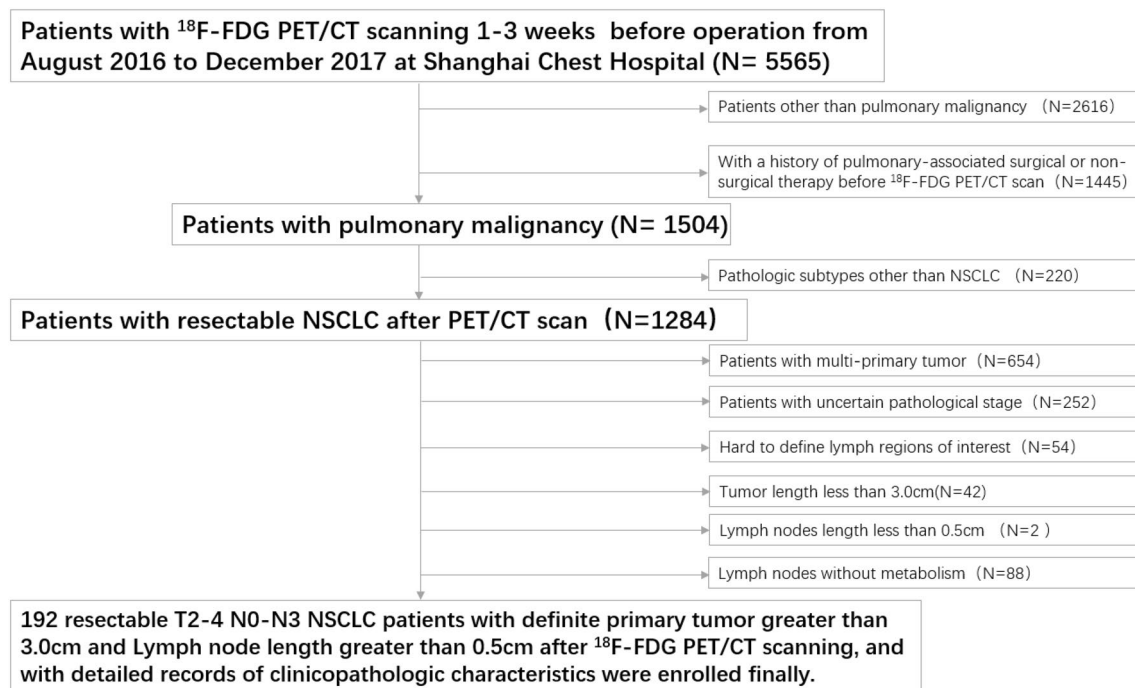 Patients with ¹⁸F-FDG PET/CT scanning 1-3 weeks before operation from
August 2016 to December 2017 at Shanghai Chest Hospital (N= 5565)
Patients other than pulmonary malignancy （N=2616）
With a history of pulmonary-associated surgical or non-
surgical therapy before ¹⁸F-FDG PET/CT scan（N=1445）
Patients with pulmonary malignancy (N= 1504)
Pathologic subtypes other than NSCLC （N=220）
Patients with resectable NSCLC after PET/CT scan（N=1284）
Patients with multi-primary tumor（N=654）
Patients with uncertain pathological stage（N=252）
Hard to define lymph regions of interest（N=54）
Tumor length less than 3.0cm(N=42)
Lymph nodes length less than 0.5cm （N=2 ）
Lymph nodes without metabolism（N=88）
192 resectable T2-4 N0-N3 NSCLC patients with definite primary tumor greater than
3.0cm and Lymph node length greater than 0.5cm after ¹⁸F-FDG PET/CT scanning, and
with detailed records of clinicopathologic characteristics were enrolled finally.